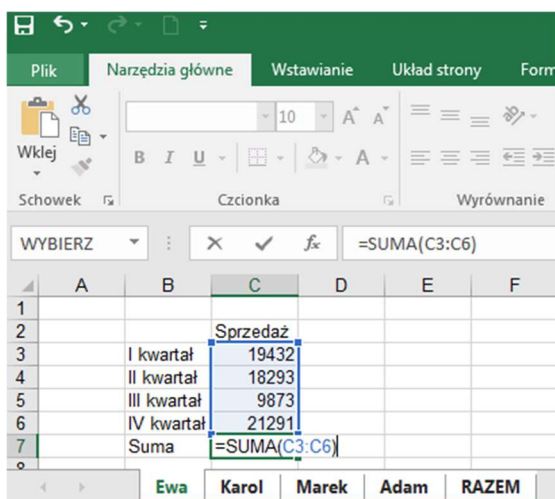 Plik Narzędzia główne Wstawianie Układ strony Form
10 A A
Wklej
B I U A
Schowek Czcionka Wyrównanie
WYBIERZ fx =SUMA(C3:C6)
A B C D E F
1
2 Sprzedaż
3 I kwartał 19432
4 II kwartał 18293
5 III kwartał 9873
6 IV kwartał 21291
7 Suma =SUMA(C3:C6)
Ewa Karol Marek Adam RAZEM